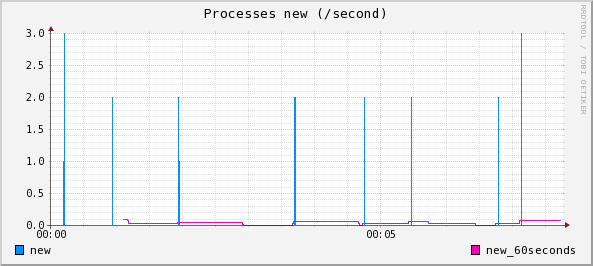 Processes new (/second)
RRDTOOL / TOBI OETIKER
3.0
2.5
2.0
1.5
1.0
0.5
0.0
00:00 00:05
new new_60seconds